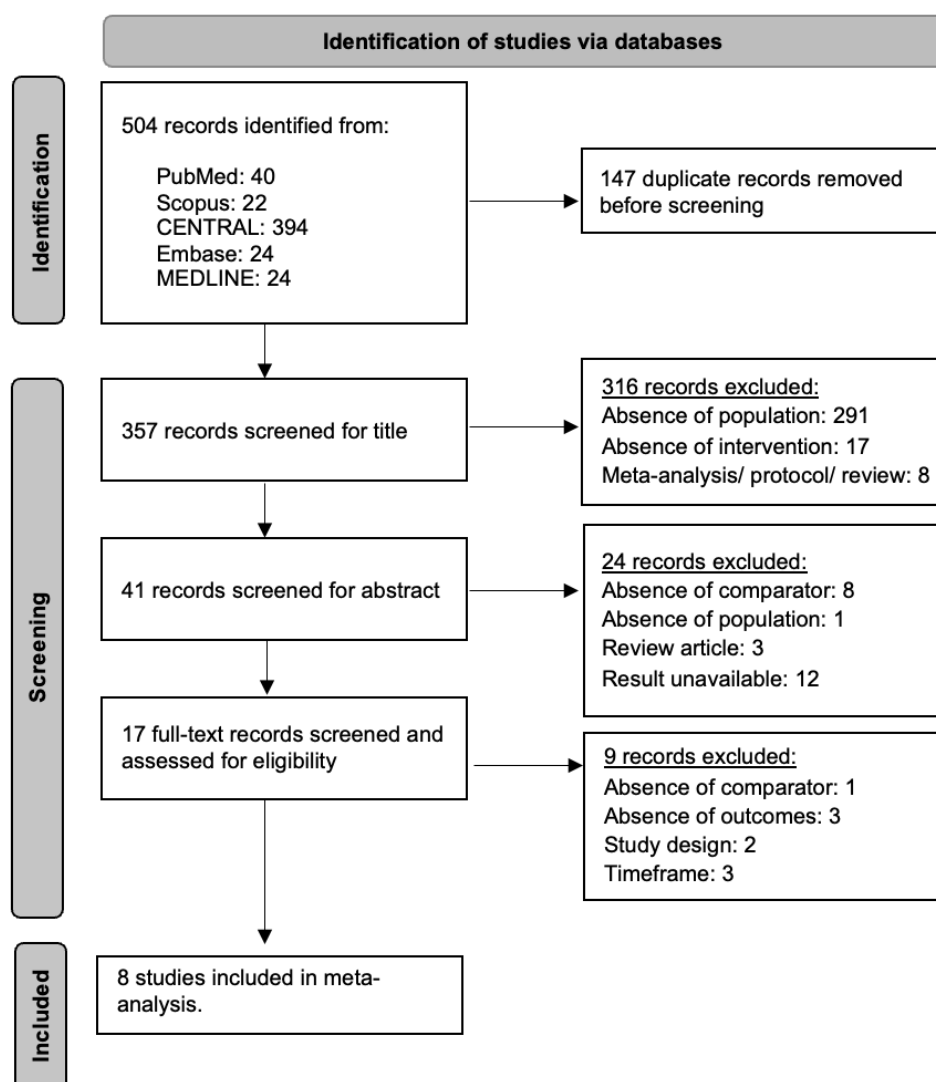 Identification of studies via databases
Identification
504 records identified from:
PubMed: 40
Scopus: 22
CENTRAL: 394
Embase: 24
MEDLINE: 24
147 duplicate records removed
before screening
Screening
357 records screened for title
316 records excluded:
Absence of population: 291
Absence of intervention: 17
Meta-analysis/ protocol/ review: 8
41 records screened for abstract
24 records excluded:
Absence of comparator: 8
Absence of population: 1
Review article: 3
Result unavailable: 12
17 full-text records screened and
assessed for eligibility
9 records excluded:
Absence of comparator: 1
Absence of outcomes: 3
Study design: 2
Timeframe: 3
Included
8 studies included in meta-
analysis.